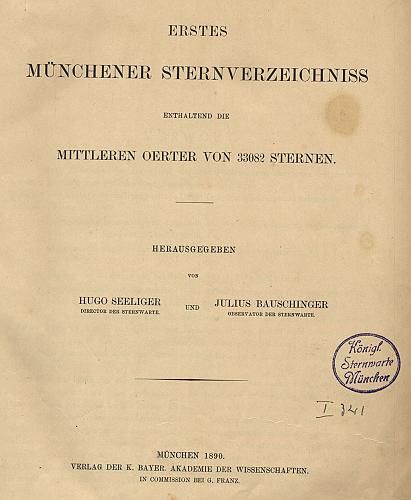 ERSTES
MÜNCHENER STERNVERZEICHNISS
ENTHALTEND DIE
MITTLEREN OERTER VON 33082 STERNEN.
HERAUSGEGEBEN
VON
HUGO SEELIGER
DIRECTOR DER STERNWARTE.
UND
JULIUS BAUSCHINGER
OBSERVATOR DER STERNWARTE.
Königl.
Sternwarte
München
I 341
MÜNCHEN 1890.
VERLAG DER K. BAYER. AKADEMIE DER WISSENSCHAFTEN.
IN COMMISSION BEI G. FRANZ.